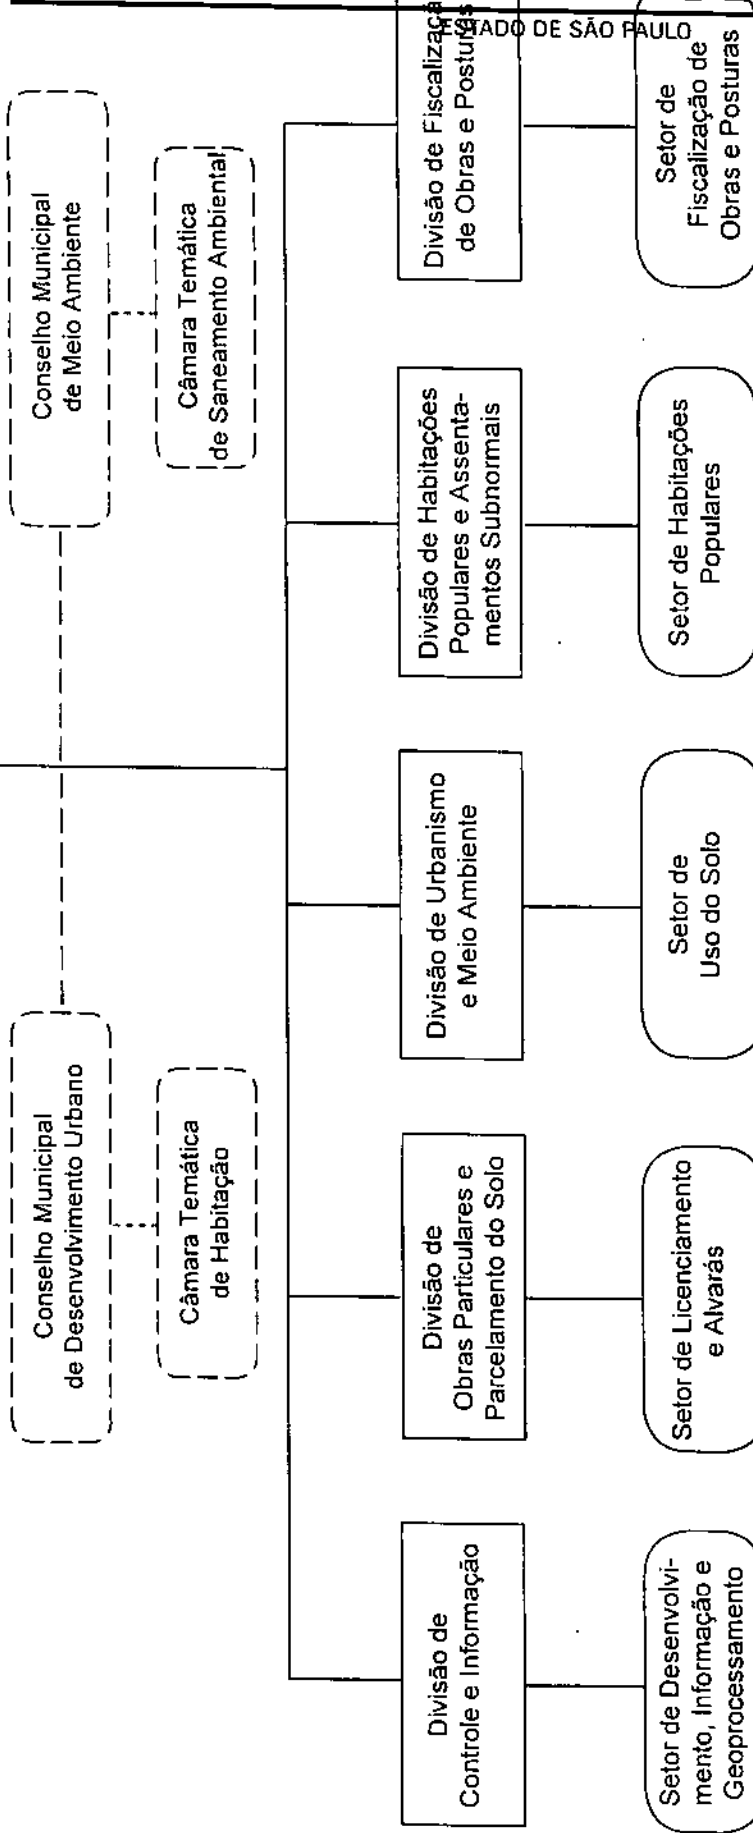 ESTADO DE SÃO PAULO
Conselho Municipal
de Desenvolvimento Urbano
Conselho Municipal
de Meio Ambiente
Câmara Temática
de Habitação
Câmara Temática
de Saneamento Ambiental
Divisão de
Controle e Informação
Divisão de
Obras Particulares e
Parcelamento do Solo
Divisão de Urbanismo
e Meio Ambiente
Divisão de Habitações
Populares e Assenta-
mentos Subnormais
Divisão de Fiscalizaça
de Obras e Posturas
Setor de Desenvolvi-
mento, Informação e
Geoprocessamento
Setor de Licenciamento
e Alvarás
Setor de
Uso do Solo
Setor de Habitações
Populares
Setor de
Fiscalização de
Obras e Posturas